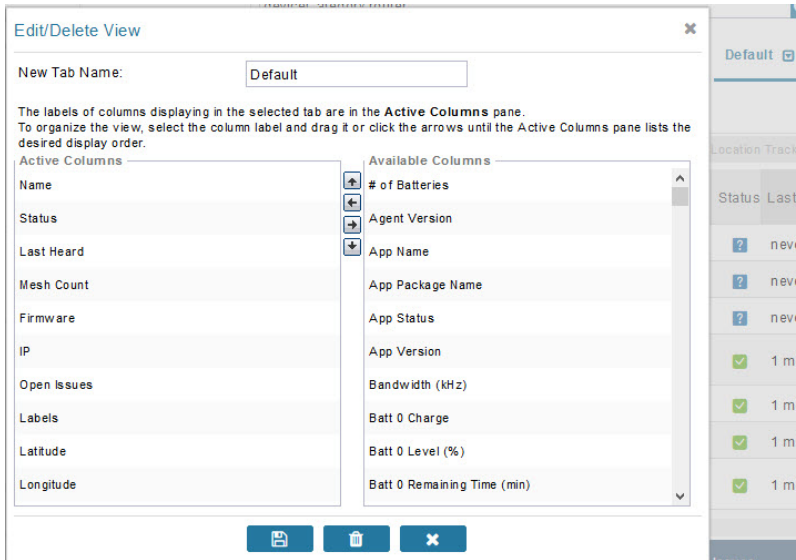 Edit/Delete View
Default
New Tab Name:
Default
The labels of columns displaying in the selected tab are in the Active Columns pane.
To organize the view, select the column label and drag it or click the arrows until the Active Columns pane lists the
desired display order.
Active Columns
Name
Status
Last Heard
Mesh Count
Firmware
IP
Open Issues
Labels
Latitude
Longitude
Available Columns
# of Batteries
Agent Version
App Name
App Package Name
App Status
App Version
Bandwidth (kHz)
Batt 0 Charge
Batt 0 Level (%)
Batt 0 Remaining Time (min)
Location Track
Status Last
? neve
? neve
? neve
1 m
1 m
1 m
1 m